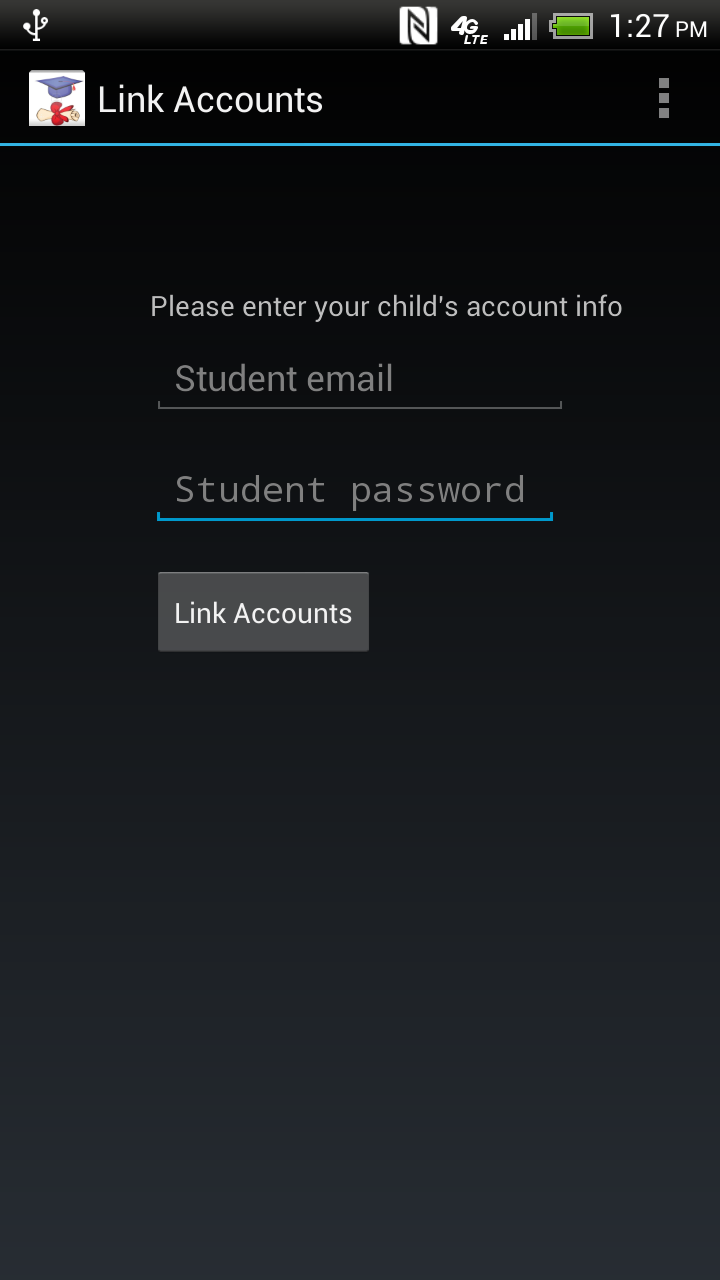 4G LTE 1:27 PM
Link Accounts
Please enter your child's account info
Student email
Student password
Link Accounts